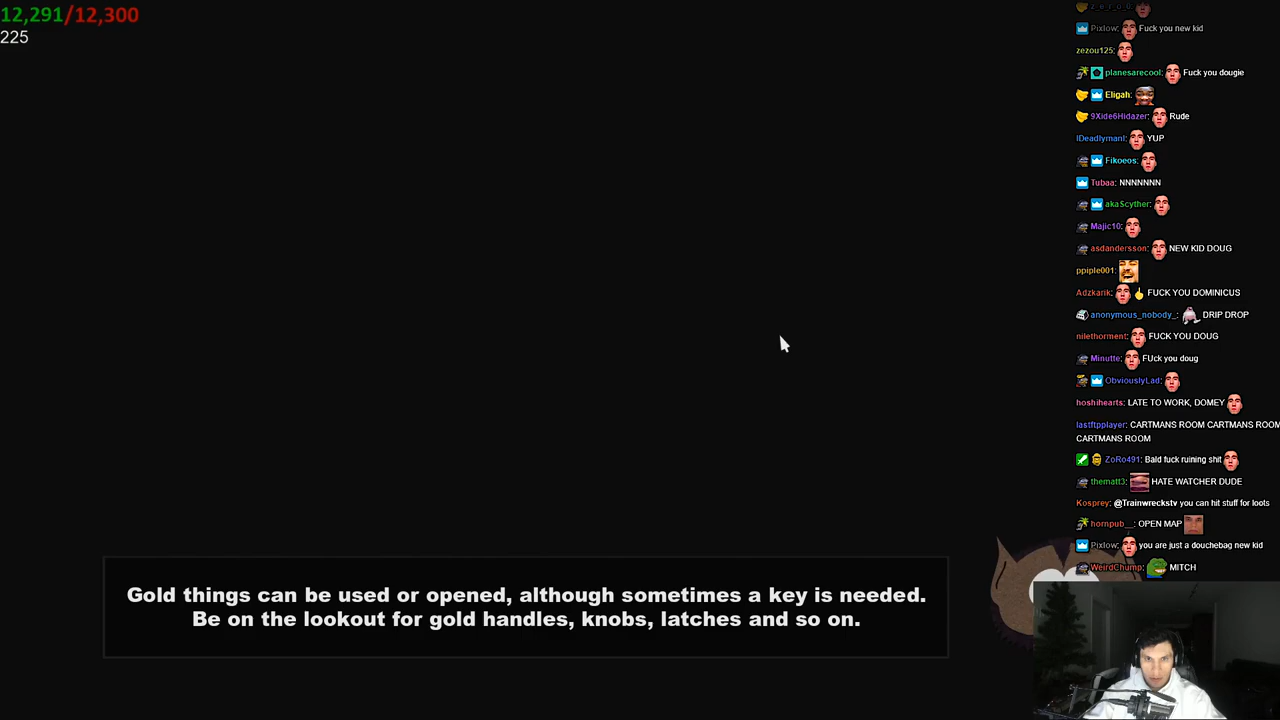 12,291/12,300
225
Z_e_r_o_0:
Pixlow: Fuck you new kid
zezou125:
planesarecool: Fuck you dougie
Eligah:
9Xide6Hidazer: Rude
IDeadlymanI: YUP
Fikoeos:
Tubaa: NNNNNNN
akaScyther:
Majic10:
asdandersson: NEW KID DOUG
ppiple001:
Adzkarik: FUCK YOU DOMINICUS
anonymous_nobody_: DRIP DROP
nilethorment: FUCK YOU DOUG
Minutte: FUck you doug
ObviouslyLad:
hoshihearts: LATE TO WORK, DOMEY
lastftpplayer: CARTMANS ROOM CARTMANS ROOM
CARTMANS ROOM
ZoRo491: Bald fuck ruining shit
thematt3: HATE WATCHER DUDE
Kosprey: @Trainwreckstv you can hit stuff for loots
hornpub__: OPEN MAP
Pixlow: you are just a douchebag new kid
WeirdChump: MITCH
Gold things can be used or opened, although sometimes a key is needed.
Be on the lookout for gold handles, knobs, latches and so on.